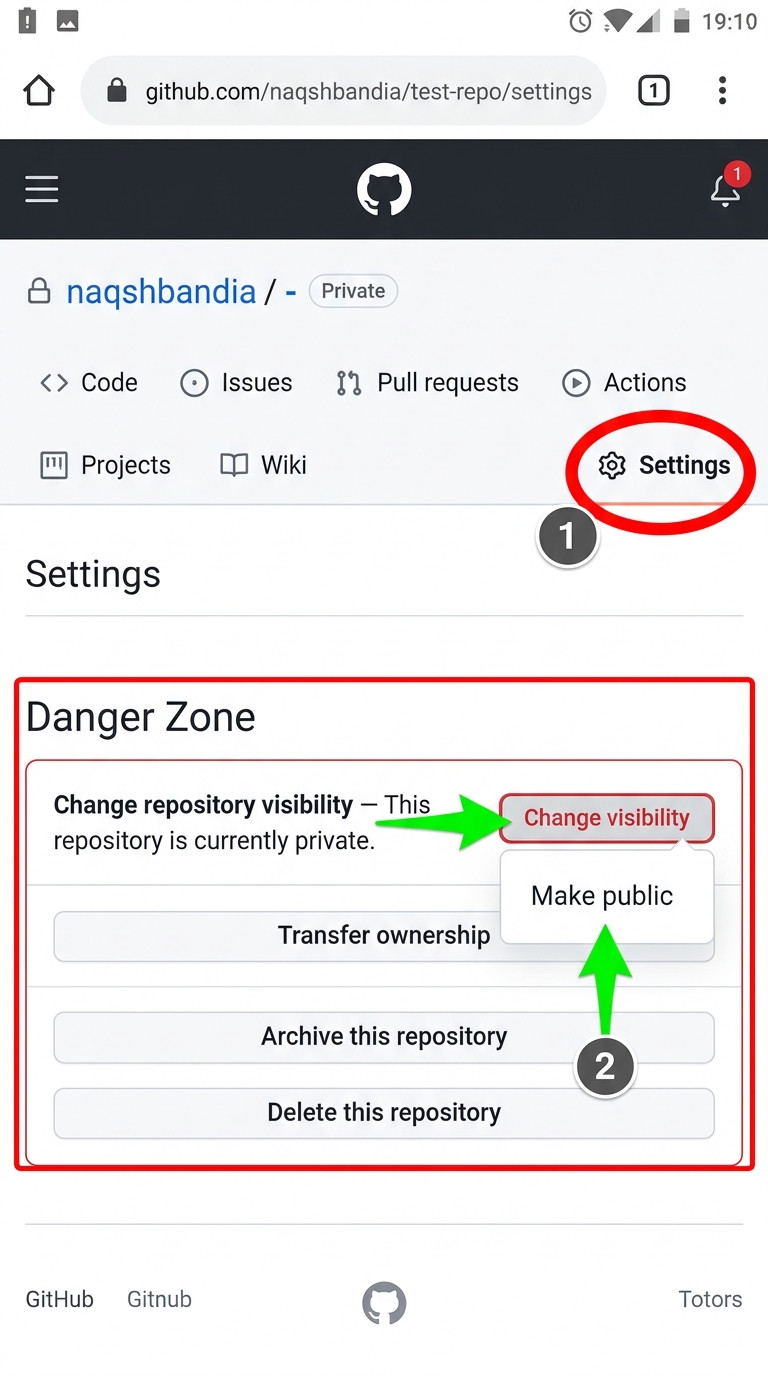 19:10
1
github.com/naqshbandia/test-repo/settings
1
naqshbandia / - Private
Code Issues Pull requests Actions
Projects Wiki Settings
1
Settings
Danger Zone
Change repository visibility — This
repository is currently private.
Change visibility
Make public
Transfer ownership
Archive this repository
2
Delete this repository
GitHub Gitnub Totors